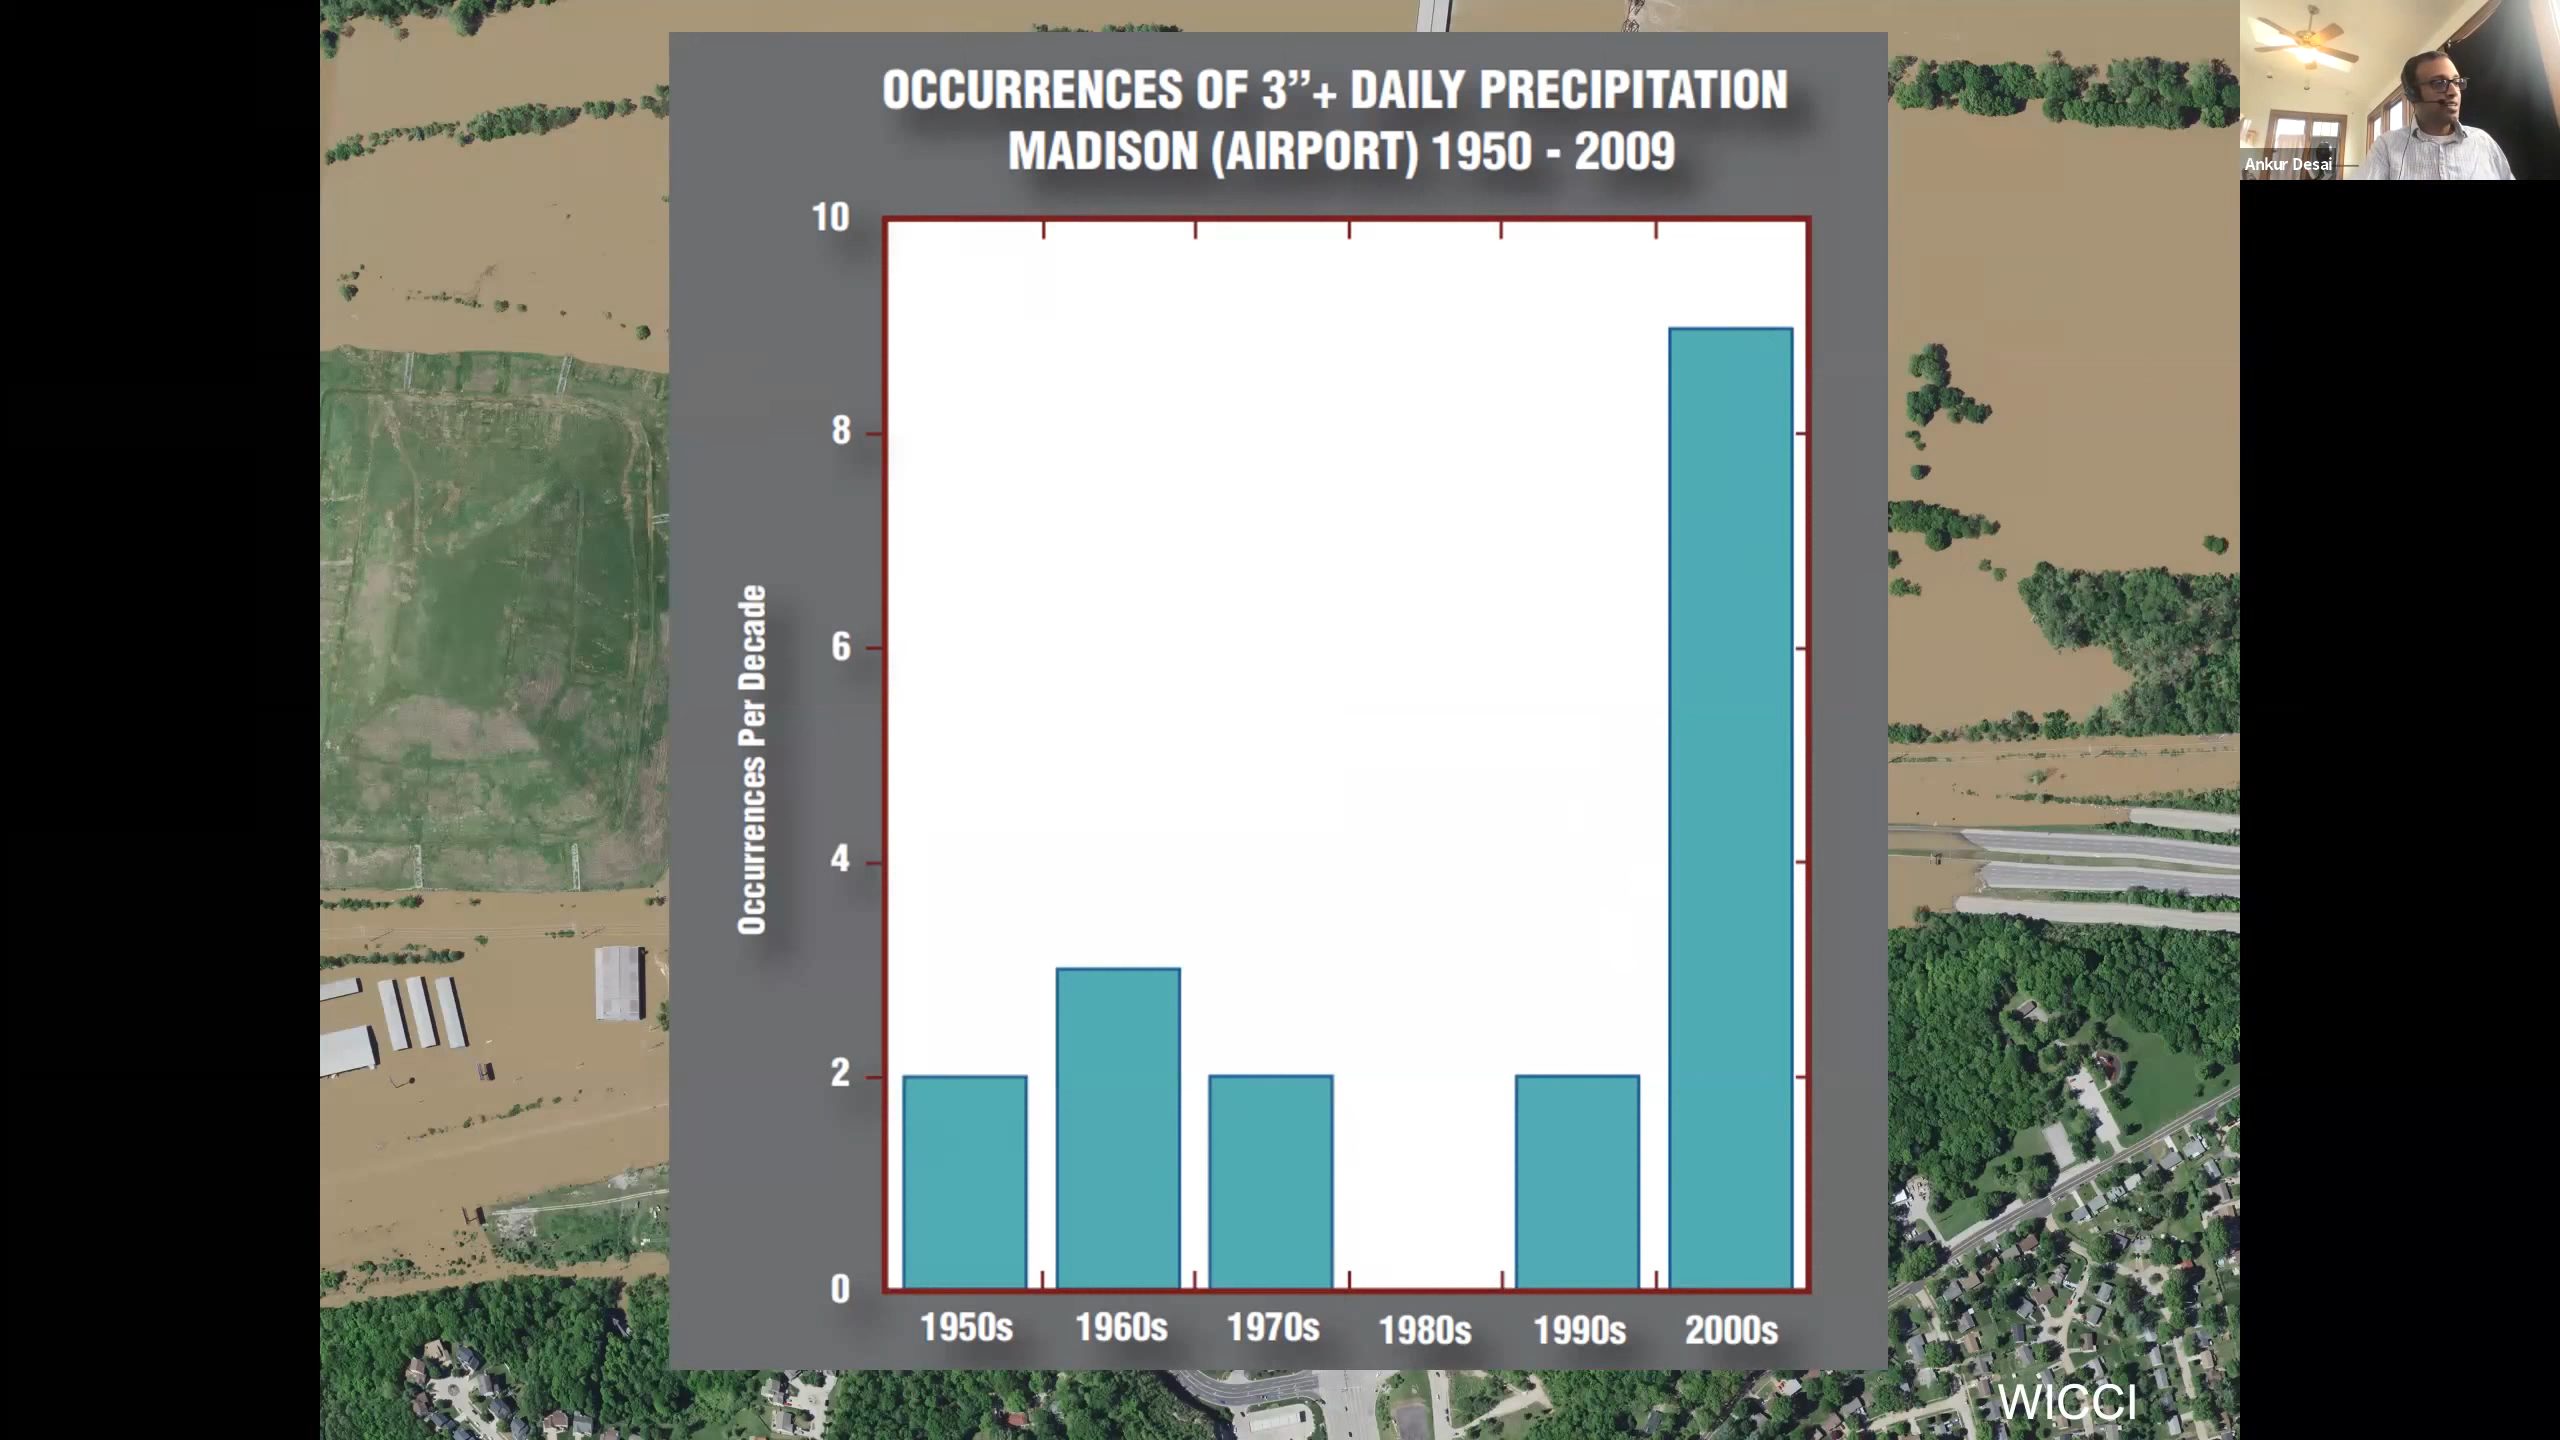 OCCURRENCES OF 3”+ DAILY PRECIPITATION
MADISON (AIRPORT) 1950 - 2009
Ankur Desai
10
8
6
4
2
0
Occurrences Per Decade
1950s 1960s 1970s 1980s 1990s 2000s
WICCI